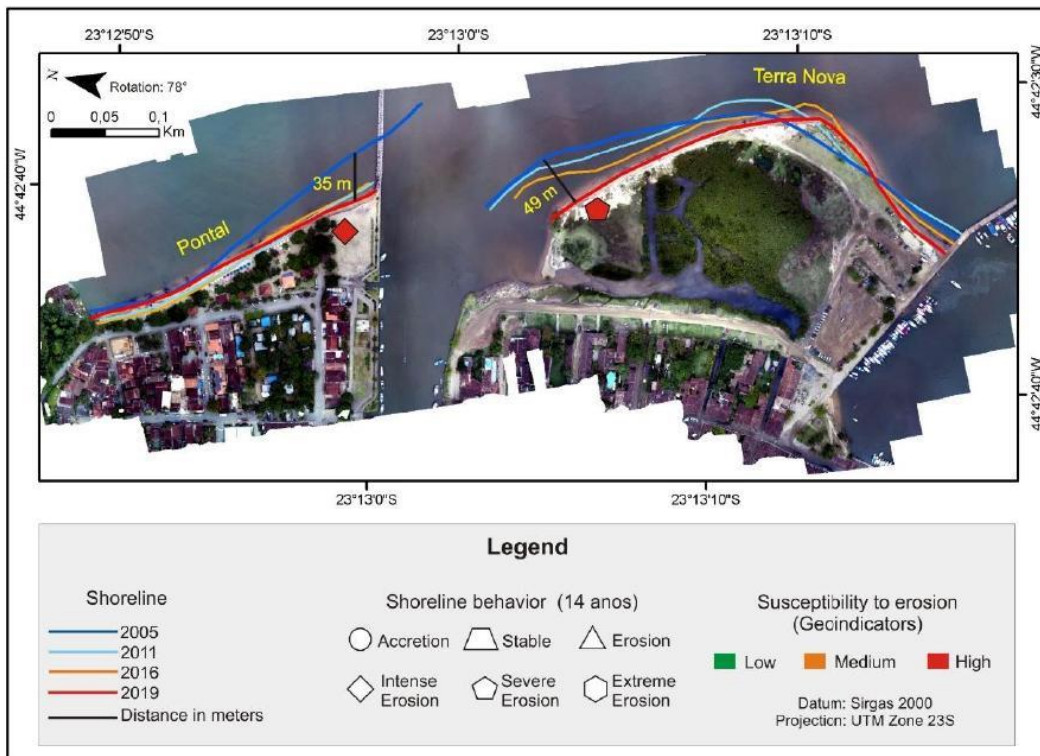 23°12'50"S
23°13'0"S
23°13'10"S
N
Rotation: 78°
0 0,05 0,1
Km
Terra Nova
44°42'30"W
44°42'40"W
35 m
49 m
Pontal
44°42'40"W
23°13'0"S
23°13'10"S
Legend
Shoreline
2005
2011
2016
2019
Distance in meters
Shoreline behavior (14 anos)
Accretion Stable Erosion
Intense Erosion
Severe Erosion
Extreme Erosion
Susceptibility to erosion
(Geoindicators)
Low Medium High
Datum: Sirgas 2000
Projection: UTM Zone 23S